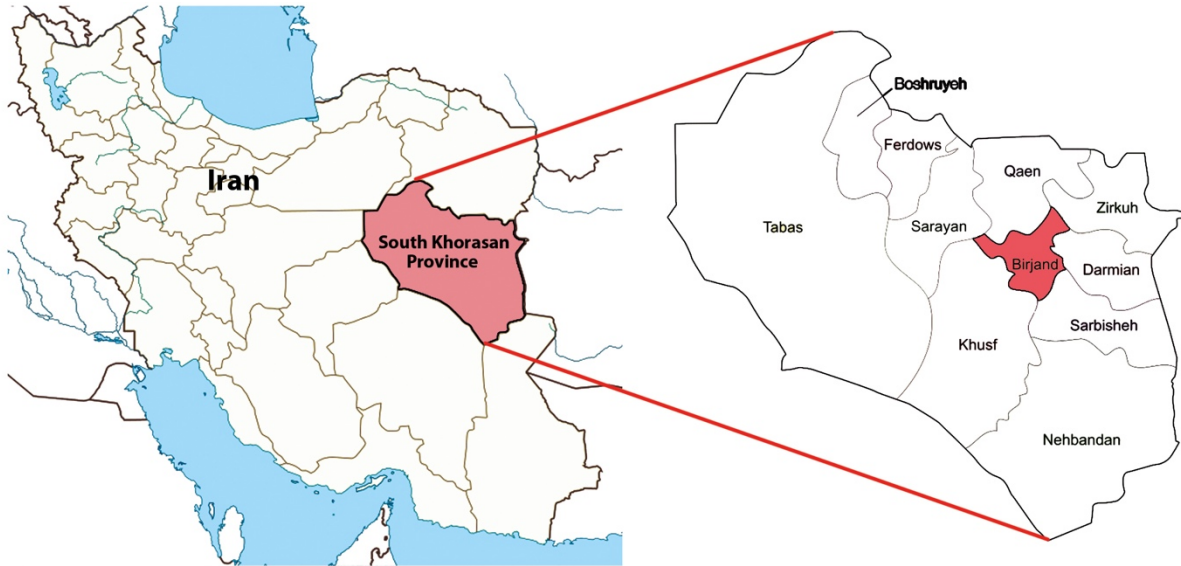 Iran
South Khorasan
Province
Boshruyeh
Ferdows
Qaen
Zirkuh
Tabas
Sarayan
Birjand
Darmian
Sarbisheh
Khusf
Nehbandan